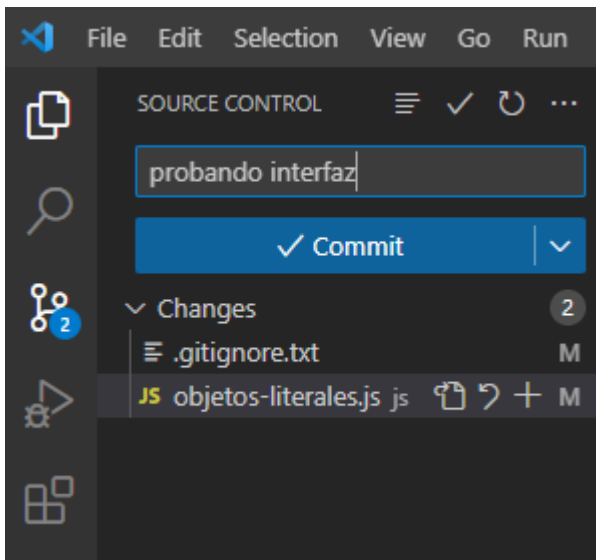 File Edit Selection View Go Run
SOURCE CONTROL
probando interfaz
Commit
Changes 2
2
.gitignore.txt M
JS objetos-literales.js js M